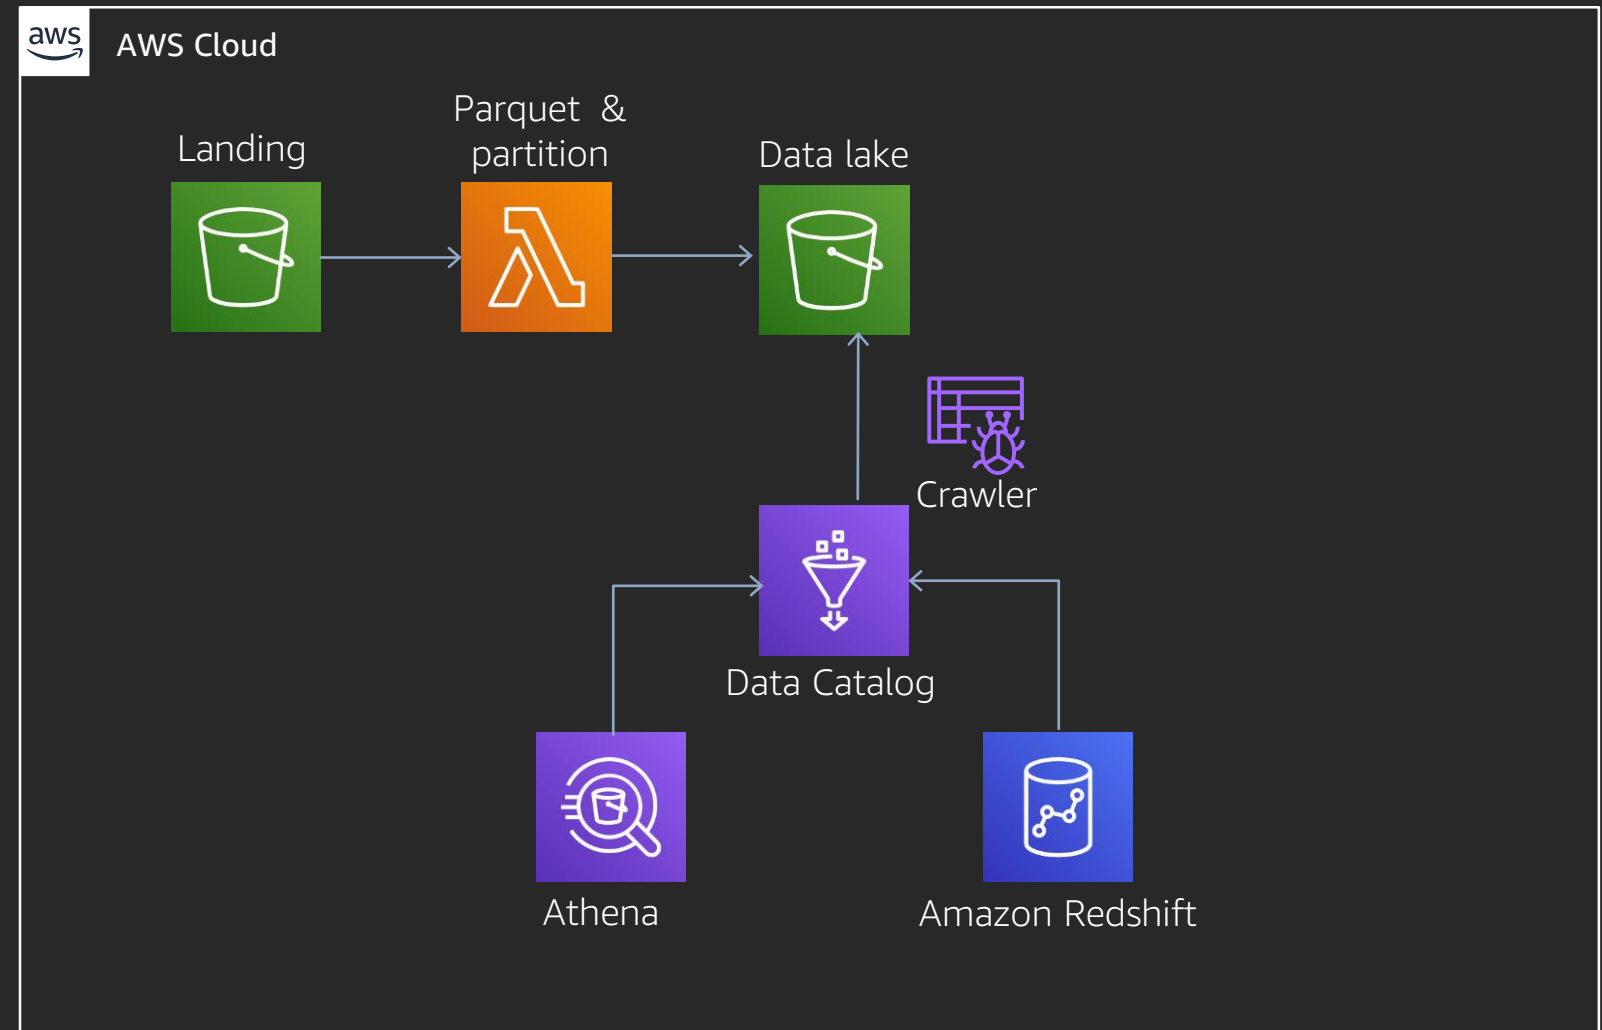 aws
AWS Cloud
Landing
Parquet &
partition
Data lake
Crawler
Data Catalog
Athena
Amazon Redshift